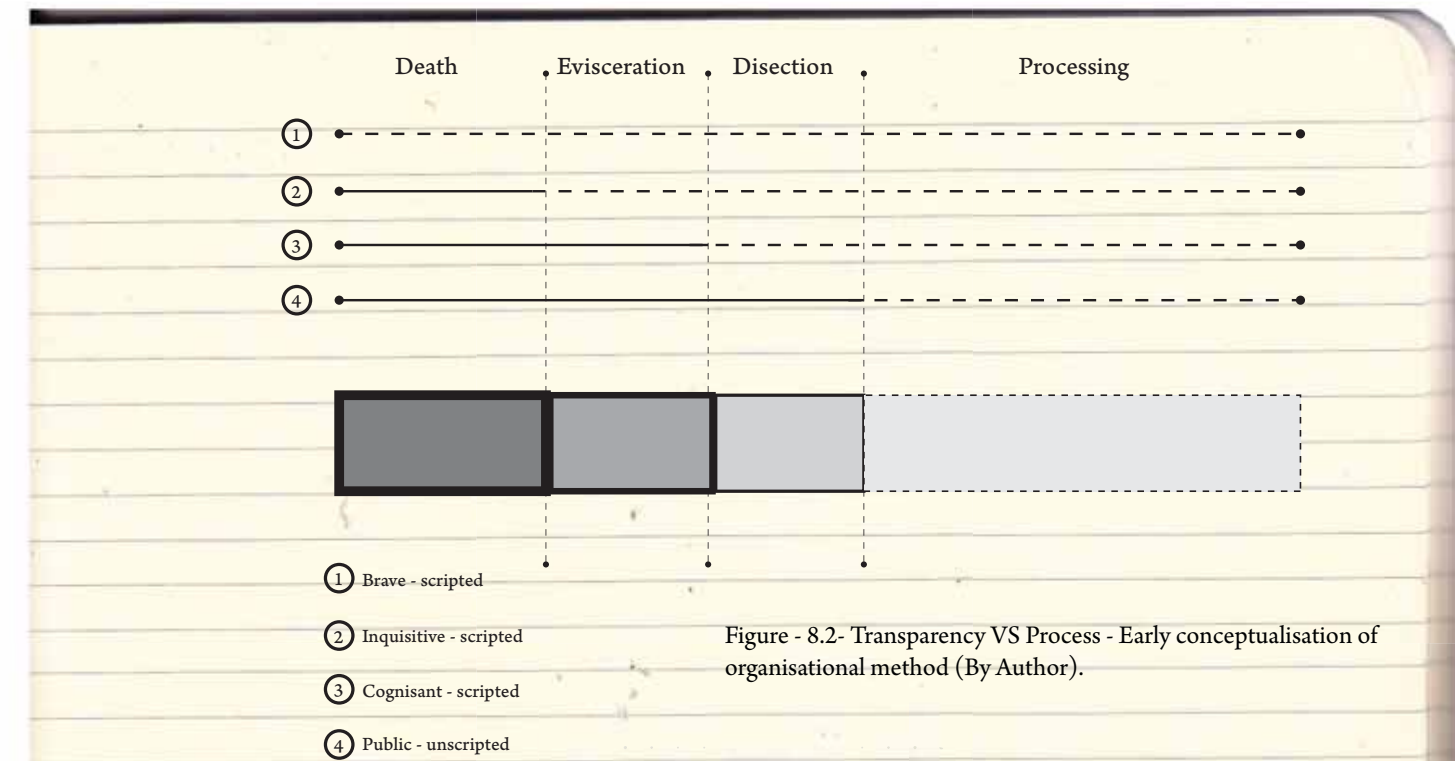 Death Evisceration Disection Processing
1
2
3
4
1 Brave - scripted
2 Inquisitive - scripted
3 Cognisant - scripted
4 Public - unscripted
Figure - 8.2- Transparency VS Process - Early conceptualisation of
organisational method (By Author).